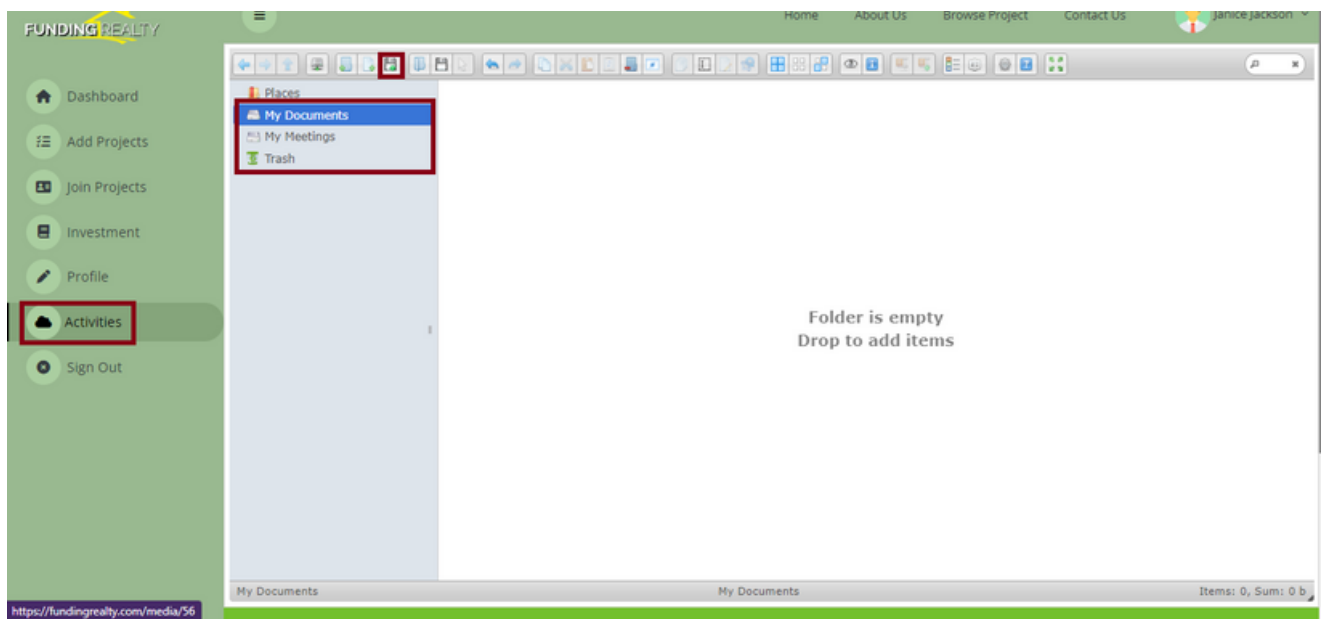 FUNDING REALTY
Home About Us Browse Project Contact Us Janice Jackson
Dashboard
Add Projects
Join Projects
Investment
Profile
Activities
Sign Out
Places
My Documents
My Meetings
Trash
Folder is empty
Drop to add items
My Documents My Documents Items: 0, Sum: 0 b
https://fundingrealty.com/media/56